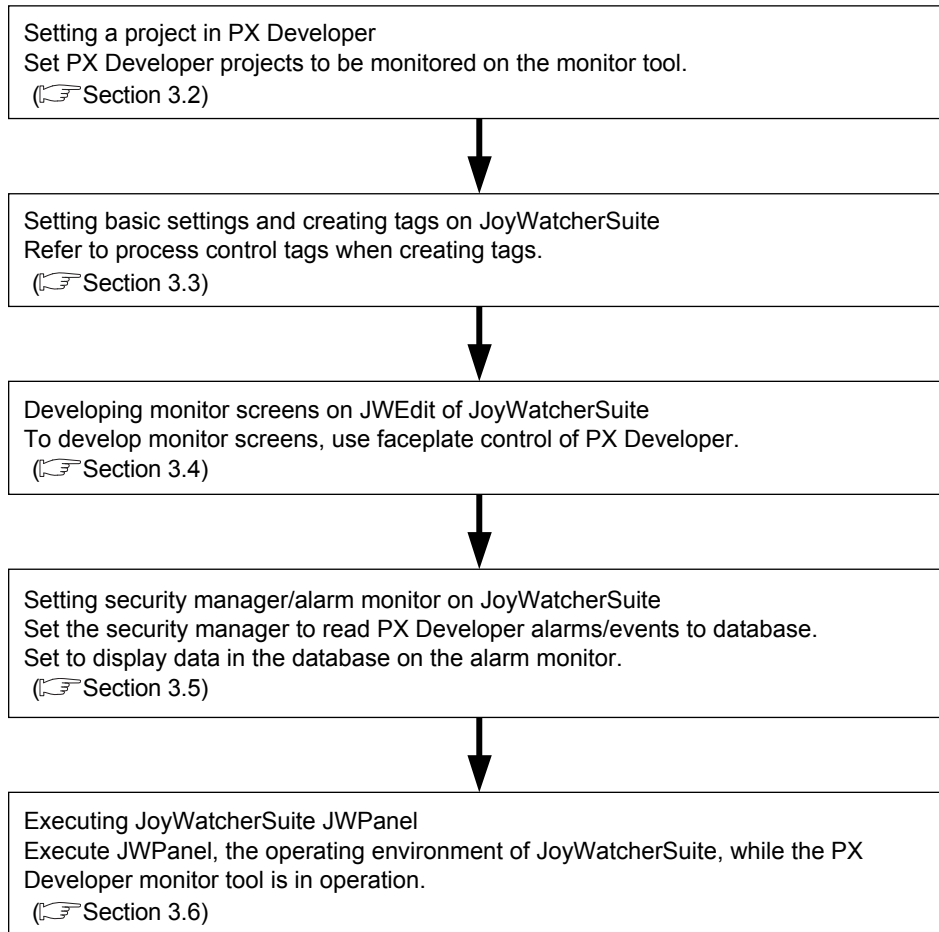 Setting a project in PX Developer
Set PX Developer projects to be monitored on the monitor tool.
(☞ Section 3.2)
Setting basic settings and creating tags on JoyWatcherSuite
Refer to process control tags when creating tags.
(☞ Section 3.3)
Developing monitor screens on JWEdit of JoyWatcherSuite
To develop monitor screens, use faceplate control of PX Developer.
(☞ Section 3.4)
Setting security manager/alarm monitor on JoyWatcherSuite
Set the security manager to read PX Developer alarms/events to database.
Set to display data in the database on the alarm monitor.
(☞ Section 3.5)
Executing JoyWatcherSuite JWPanel
Execute JWPanel, the operating environment of JoyWatcherSuite, while the PX
Developer monitor tool is in operation.
(☞ Section 3.6)